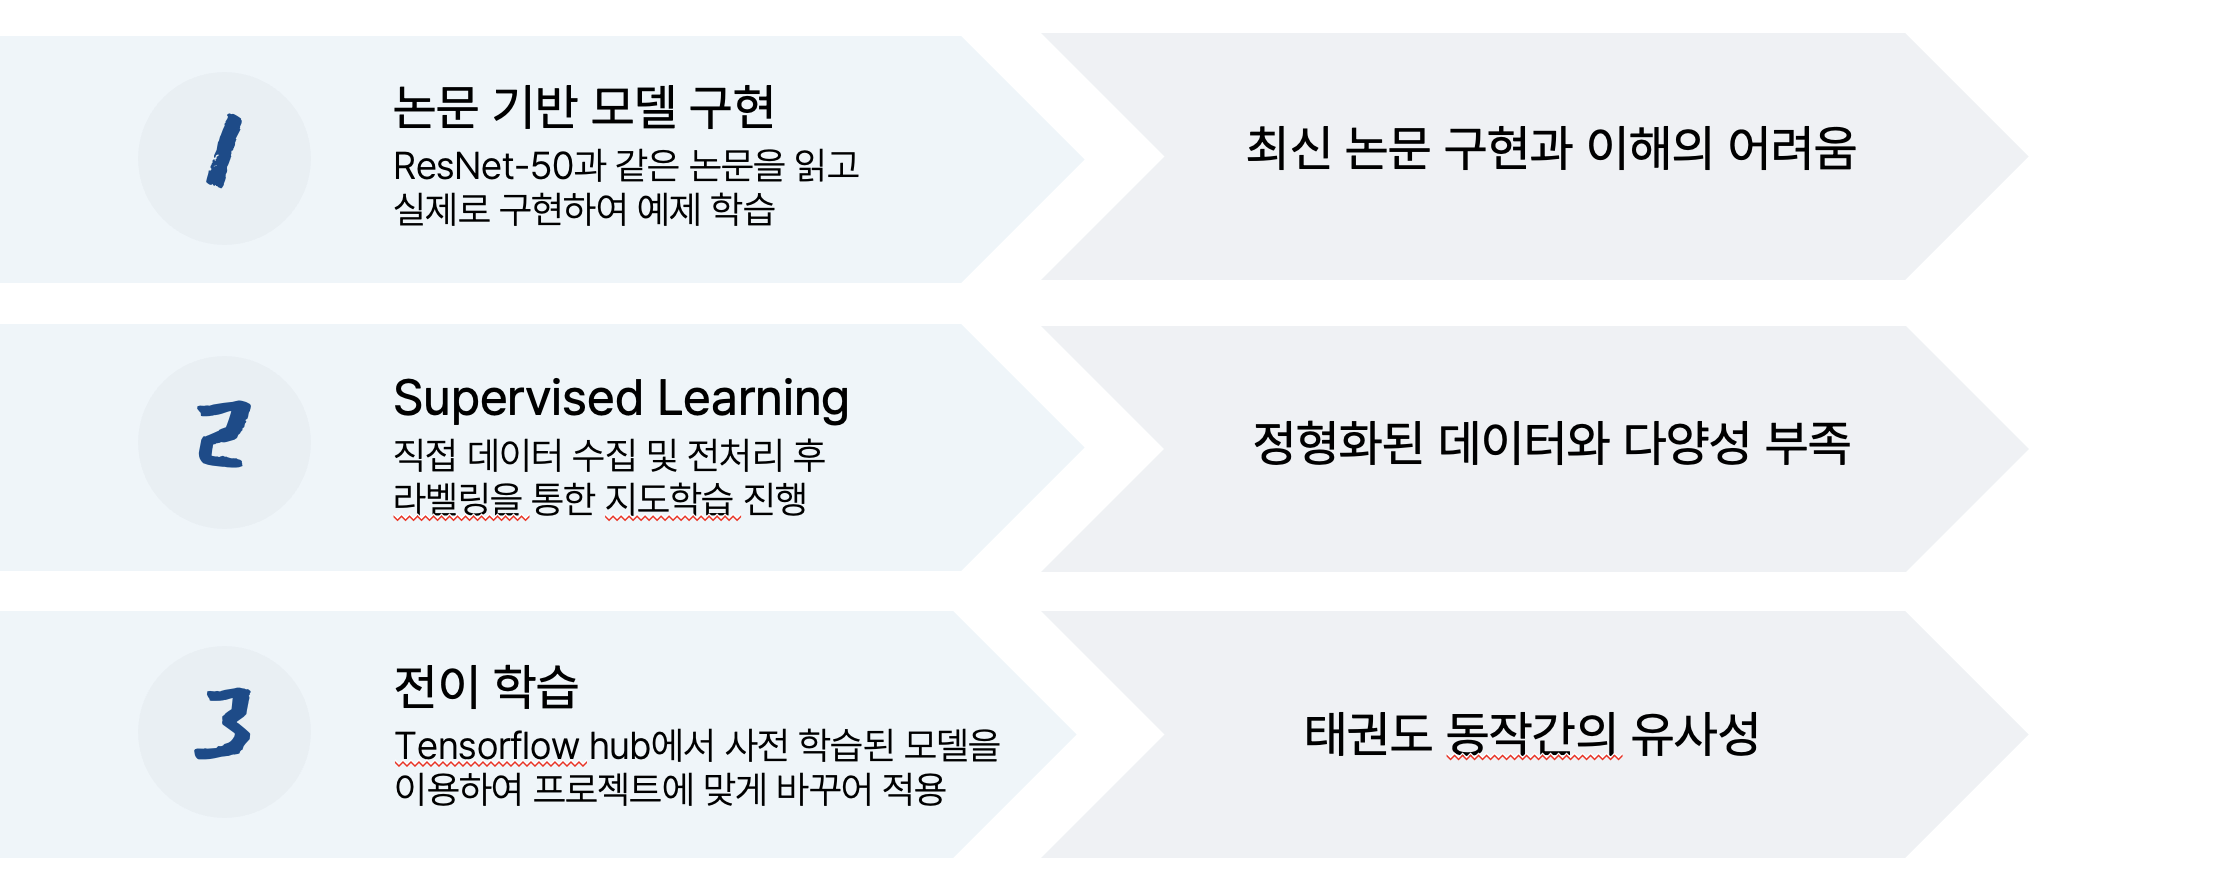 1
논문 기반 모델 구현
ResNet-50과 같은 논문을 읽고
실제로 구현하여 예제 학습
최신 논문 구현과 이해의 어려움
2
Supervised Learning
직접 데이터 수집 및 전처리 후
라벨링을 통한 지도학습 진행
정형화된 데이터와 다양성 부족
3
전이 학습
Tensorflow hub에서 사전 학습된 모델을
이용하여 프로젝트에 맞게 바꾸어 적용
태권도 동작간의 유사성